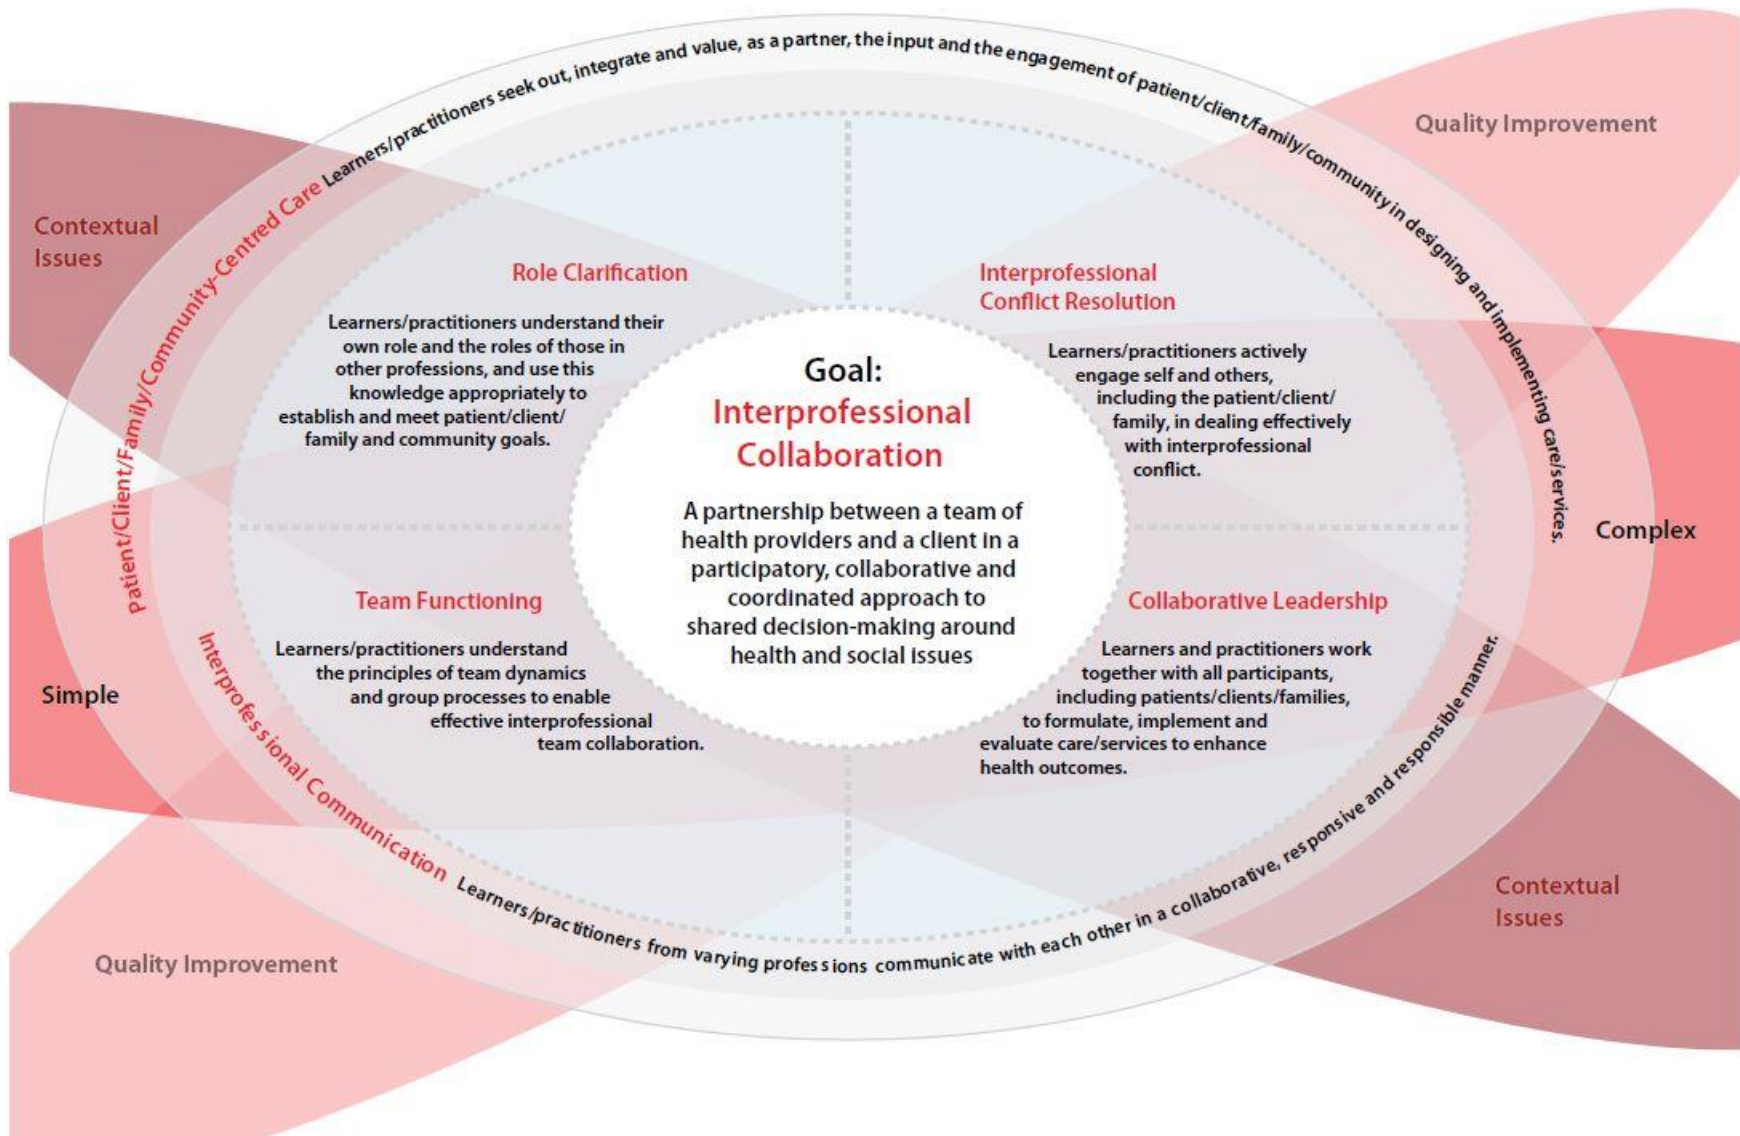 Patient/Client/Family/Community-Centred Care Learners/practitioners seek out, integrate and value, as a partner, the input and the engagement of patient/client/family/community in designing and implementing care/services.
Quality Improvement
Contextual
Issues
Role Clarification
Learners/practitioners understand their
own role and the roles of those in
other professions, and use this
knowledge appropriately to
establish and meet patient/client/
family and community goals.
Interprofessional
Conflict Resolution
Learners/practitioners actively
engage self and others,
including the patient/client/
family, in dealing effectively
with interprofessional
conflict.
Goal:
Interprofessional
Collaboration
A partnership between a team of
health providers and a client in a
participatory, collaborative and
coordinated approach to
shared decision-making around
health and social issues
Simple
Complex
Team Functioning
Learners/practitioners understand
the principles of team dynamics
and group processes to enable
effective interprofessional
team collaboration.
Collaborative Leadership
Learners and practitioners work
together with all participants,
including patients/clients/families,
to formulate, implement and
evaluate care/services to enhance
health outcomes.
Interprofessional Communication Learners/practitioners from varying professions communicate with each other in a collaborative, responsive and responsible manner.
Contextual
Issues
Quality Improvement